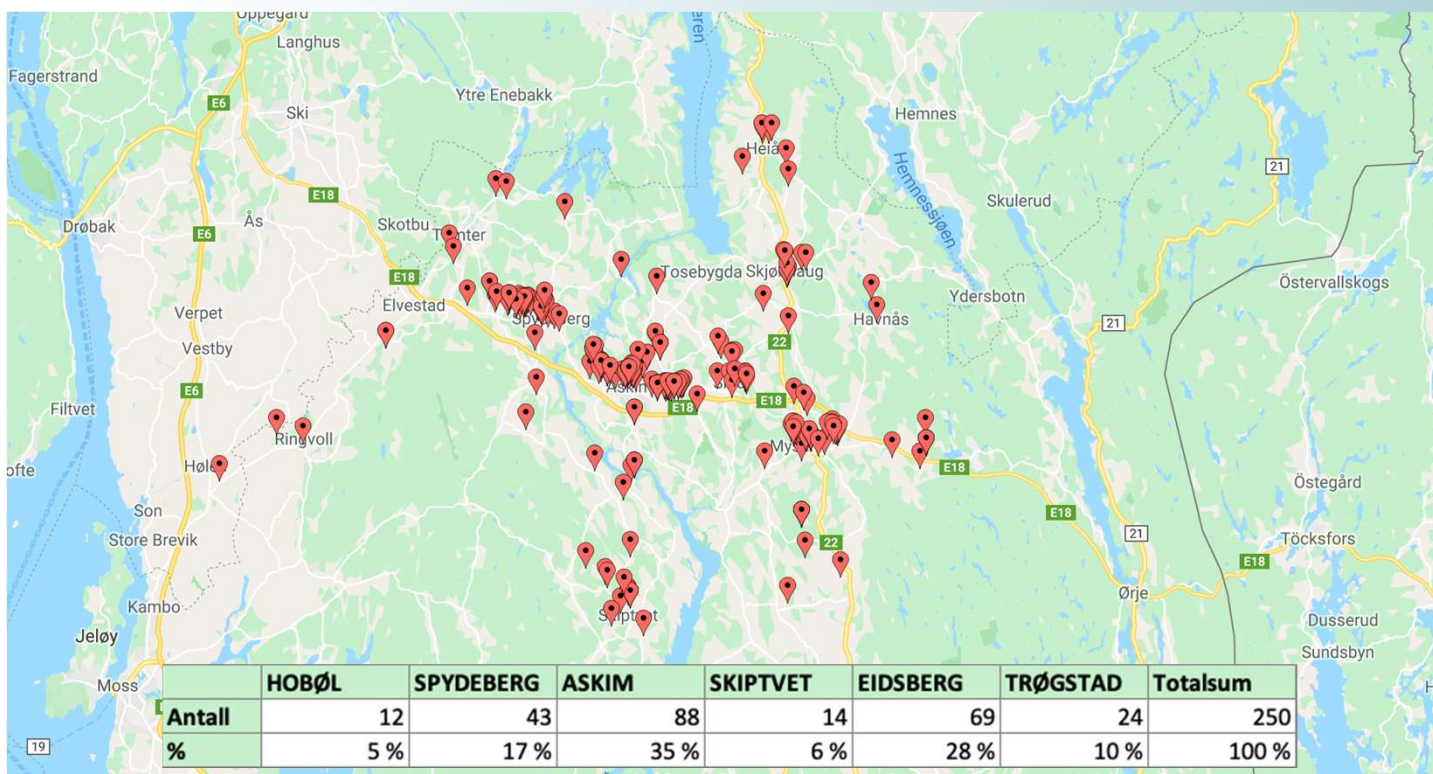 Oppegård
Langhus
Fagerstrand
Ytre Enebakk
E6
Ski
Hemnes
21
E18
Hemnessjøen
Skulerud
Drøbak
Ås
Skotbu
E6
E18
Tosebygda
Östervallskogs
Elvestad
Ydersbotn
Verpet
Havnås
21
Vestby
22
E6
E18
E18
Filtvet
Ringvoll
E18
Son
E18
Östegård
Store Brevik
22
21
Töcksfors
E18
Kambo
Ørje
Jeløy
Dusserud
Sundsbyn
Moss
19
HOBØL SPYDEBERG ASKIM SKIPTVET EIDSBERG TRØGSTAD Totalsum
Antall 12 43 88 14 69 24 250
% 5 % 17 % 35 % 6 % 28 % 10 % 100 %